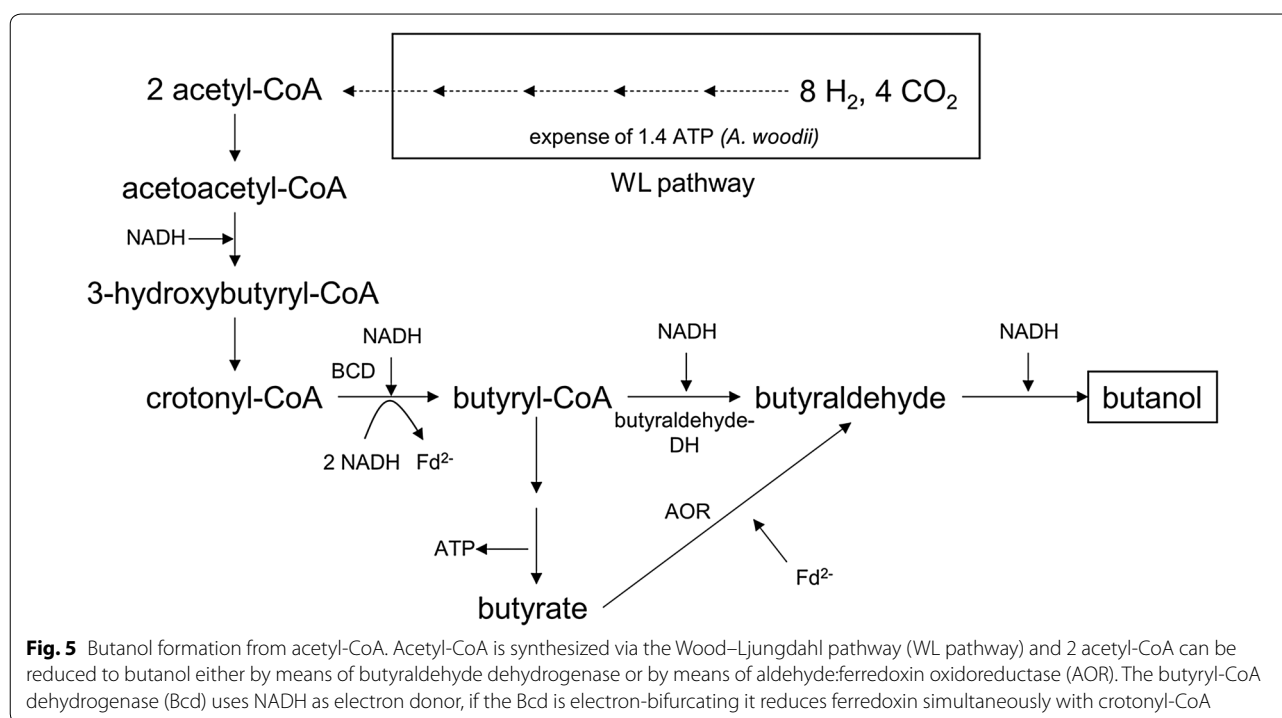 2 acetyl-CoA
8 H₂, 4 CO₂
expense of 1.4 ATP (A. woodii)
WL pathway
acetoacetyl-CoA
NADH
3-hydroxybutyryl-CoA
NADH
NADH
NADH
BCD
crotonyl-CoA
butyryl-CoA
butyraldehyde
butanol
butyraldehyde-
DH
2 NADH
Fd²⁻
AOR
ATP
Fd²⁻
butyrate
Fig. 5 Butanol formation from acetyl-CoA. Acetyl-CoA is synthesized via the Wood–Ljungdahl pathway (WL pathway) and 2 acetyl-CoA can be
reduced to butanol either by means of butyraldehyde dehydrogenase or by means of aldehyde:ferredoxin oxidoreductase (AOR). The butyryl-CoA
dehydrogenase (Bcd) uses NADH as electron donor, if the Bcd is electron-bifurcating it reduces ferredoxin simultaneously with crotonyl-CoA